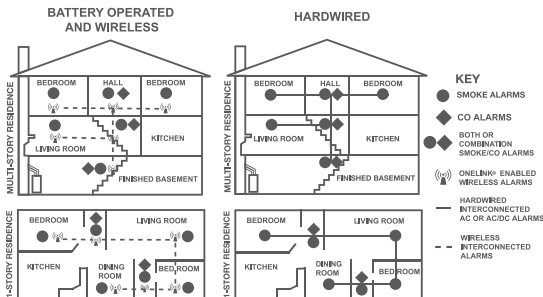 BATTERY OPERATED
AND WIRELESS
HARDWIRED
MULTI-STORY RESIDENCE
BEDROOM
HALL
BEDROOM
LIVING ROOM
KITCHEN
FINISHED BASEMENT
MULTI-STORY RESIDENCE
BEDROOM
HALL
BEDROOM
LIVING ROOM
KITCHEN
FINISHED BASEMENT
KEY
SMOKE ALARMS
CO ALARMS
BOTH OR
COMBINATION
SMOKE/CO ALARMS
ONELINK® ENABLED
WIRELESS ALARMS
HARDWIRED
INTERCONNECTED
AC OR AC/DC ALARMS
WIRELESS
INTERCONNECTED
ALARMS
1-STORY RESIDENCE
BEDROOM
LIVING ROOM
KITCHEN
DINING
ROOM
BEDROOM
1-STORY RESIDENCE
BEDROOM
LIVING ROOM
KITCHEN
DINING
ROOM
BEDROOM